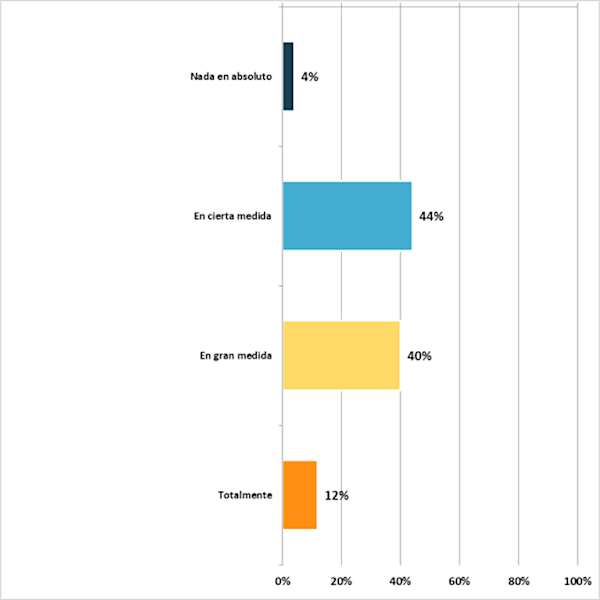 Nada en absoluto 4%
En cierta medida 44%
En gran medida 40%
Totalmente 12%
0% 20% 40% 60% 80% 100%